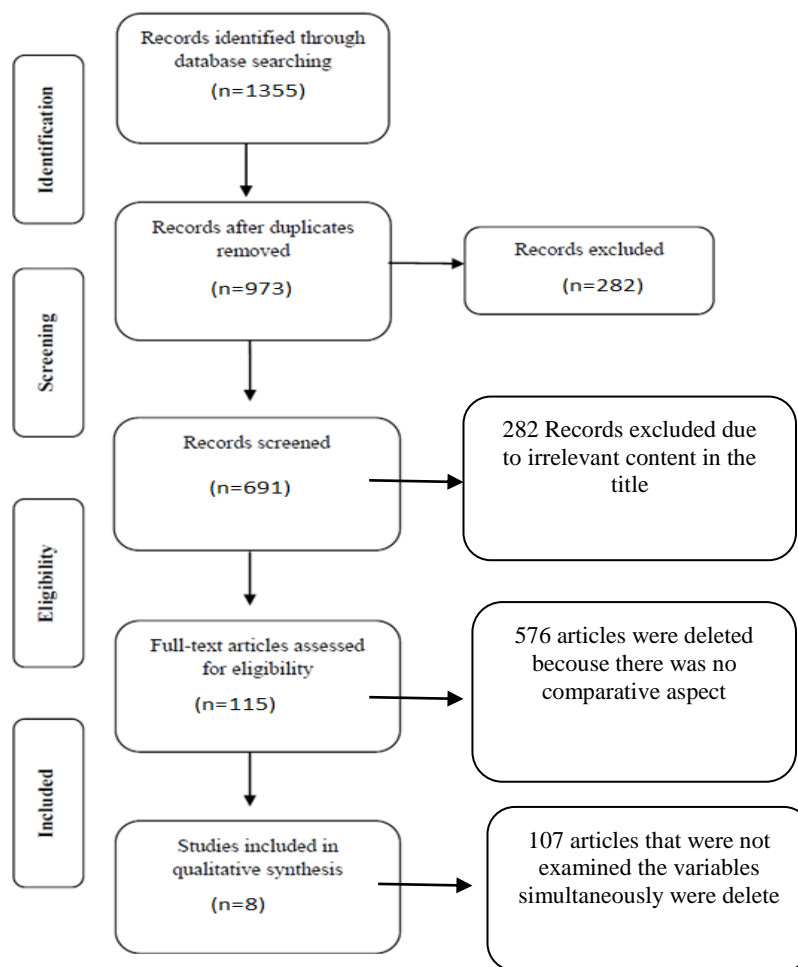 Identification
Records identified through
database searching
(n=1355)
Records after duplicates
removed
(n=973)
Records excluded
(n=282)
Screening
Records screened
(n=691)
282 Records excluded due
to irrelevant content in the
title
Eligibility
Full-text articles assessed
for eligibility
(n=115)
576 articles were deleted
becouse there was no
comparative aspect
Included
Studies included in
qualitative synthesis
(n=8)
107 articles that were not
examined the variables
simultaneously were delete